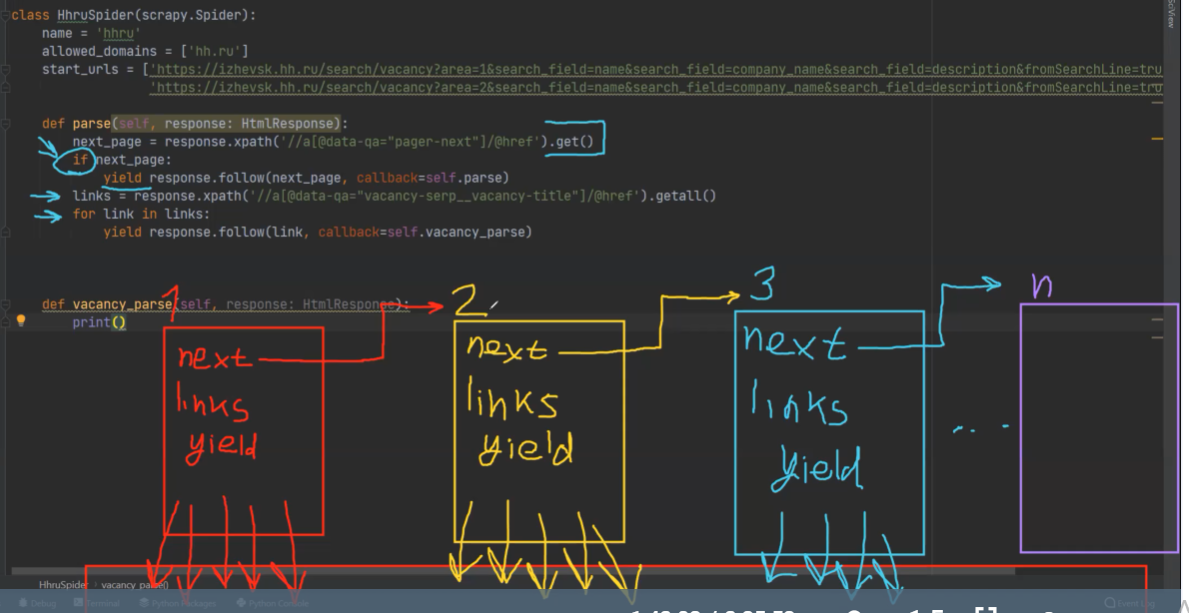 class HhruSpider(scrapy.Spider):
name = 'hhru'
allowed_domains = ['hh.ru']
start_urls = ['https://izhevsk.hh.ru/search/vacancy?area=1&search_field=name&search_field=company_name&search_field=description&fromSearchLine=tru
'https://izhevsk.hh.ru/search/vacancy?area=2&search_field=name&search_field=company_name&search_field=description&fromSearchLine=tru
def parse(self, response: HtmlResponse):
next_page = response.xpath('//a[@data-qa="pager-next"]/@href').get()
if next_page:
yield response.follow(next_page, callback=self.parse)
links = response.xpath('//a[@data-qa="vacancy-serp__vacancy-title"]/@href').getall()
for link in links:
yield response.follow(link, callback=self.vacancy_parse)
def vacancy_parse(self, response: HtmlResponse):
print()
1
next
links
yield
2
next
links
yield
3
next
links
yield
...
n
HhruSpider › vacancy_parse()
Debug Terminal Python Packages Python Console Event Log
SciView